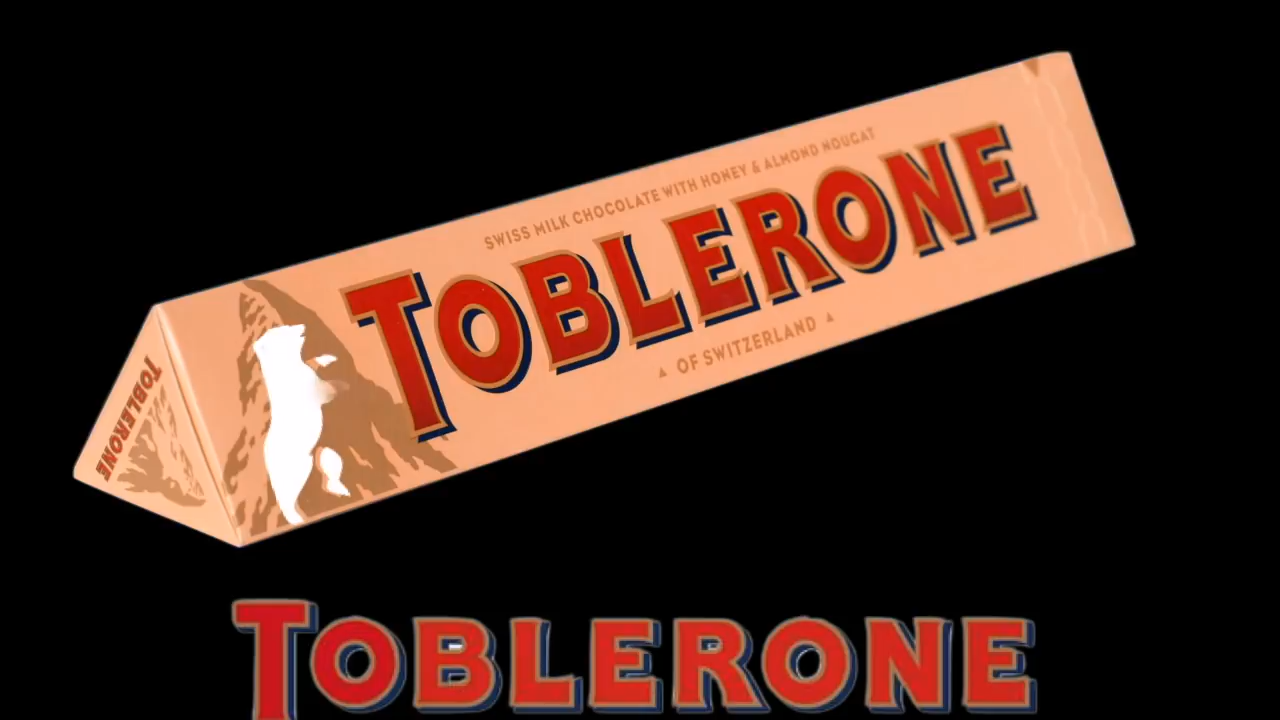 SWISS MILK CHOCOLATE WITH HONEY & ALMOND NOUGAT
TOBLERONE
OF SWITZERLAND
TOBLERONE
TOBLERONE